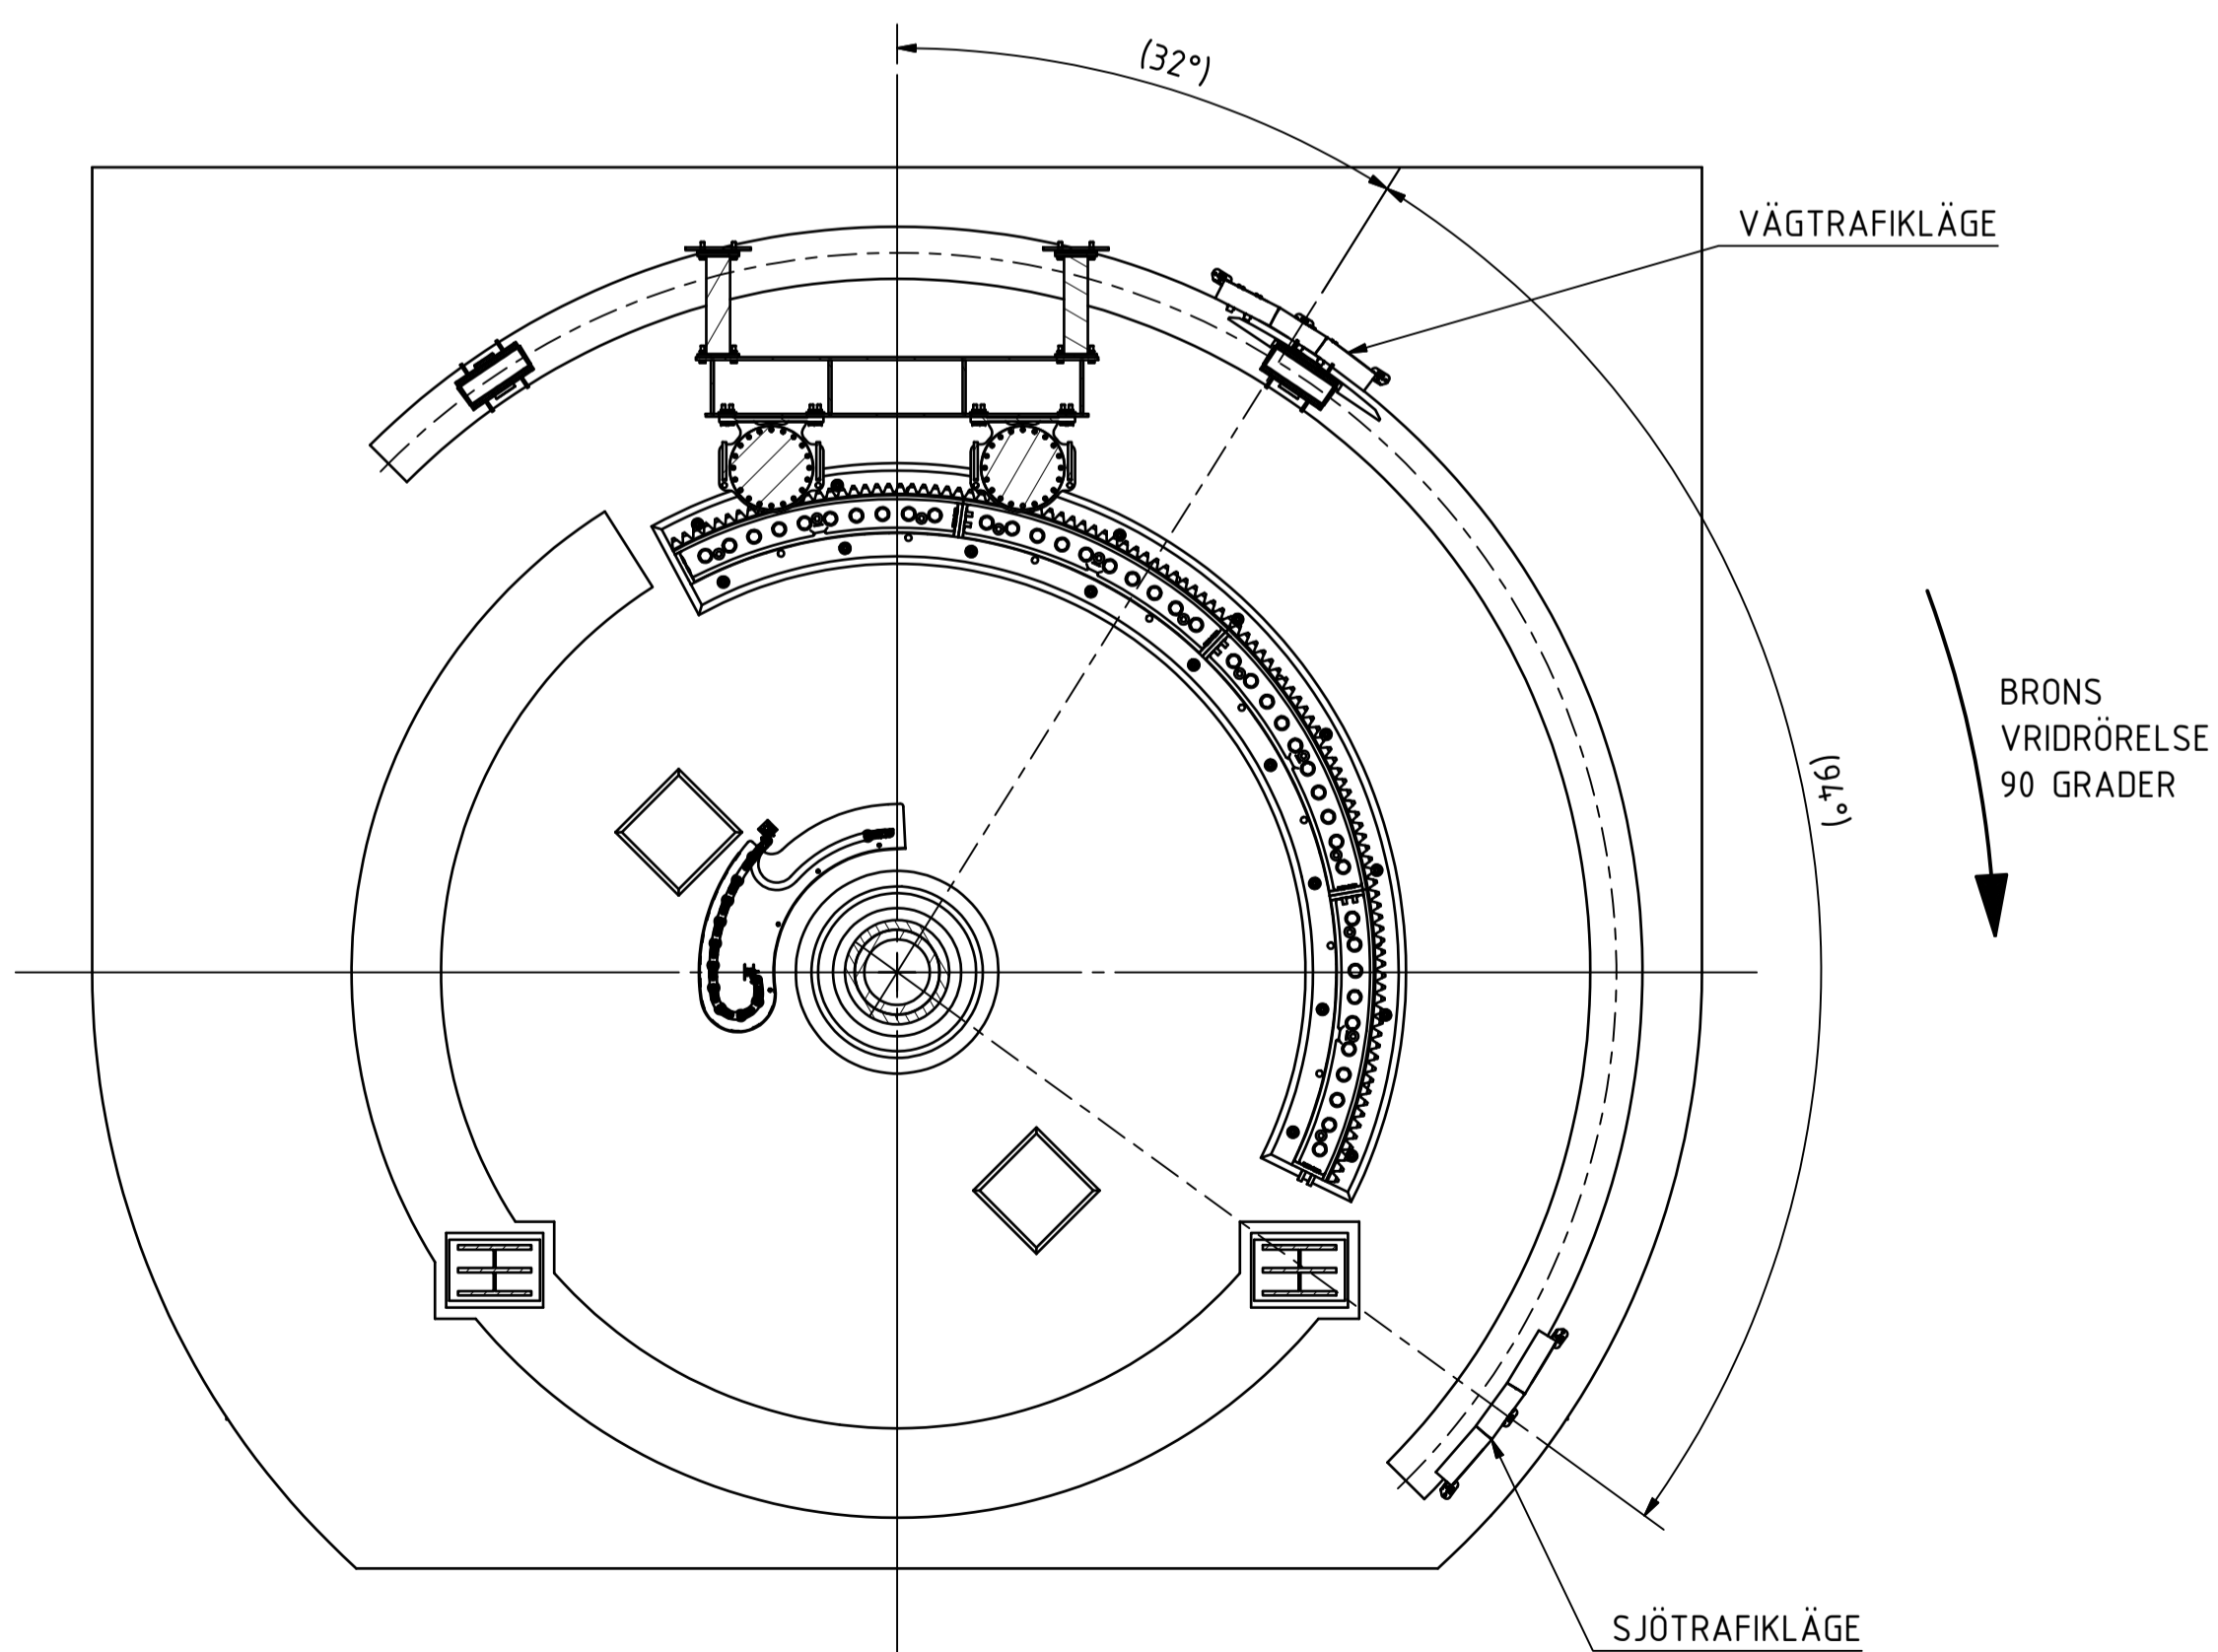 (32°)
VÄGTRAFIKLÄGE
BRONS
VRIDRÖRELSE
90 GRADER
(94°)
SJÖTRAFIKLÄGE